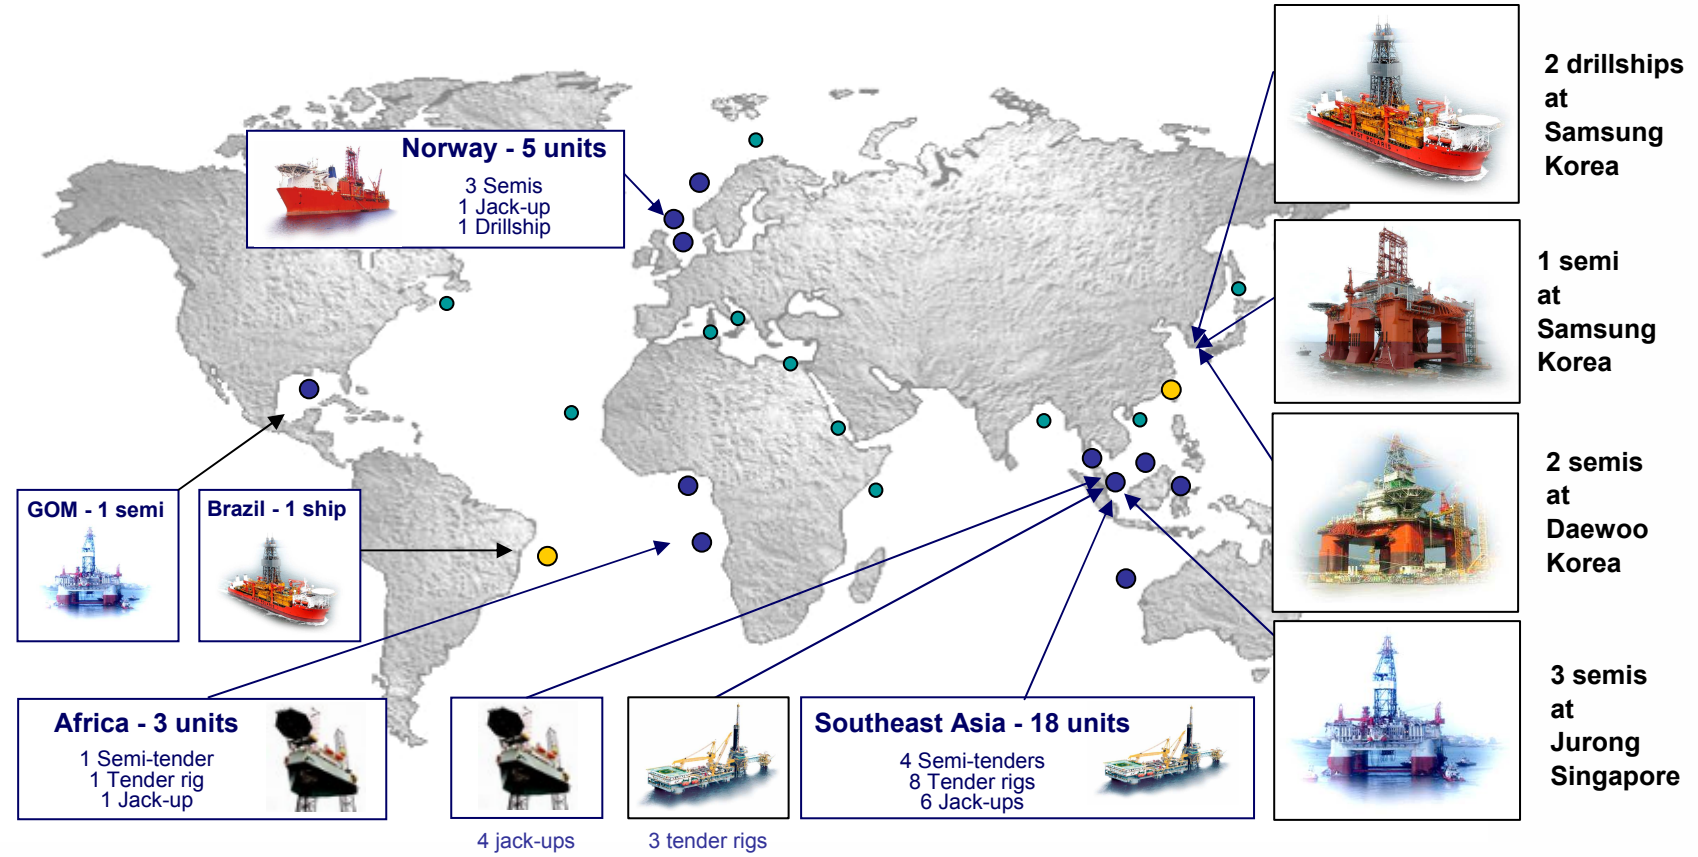 Norway - 5 units
3 Semis
1 Jack-up
1 Drillship
2 drillships
at
Samsung
Korea
1 semi
at
Samsung
Korea
2 semis
at
Daewoo
Korea
3 semis
at
Jurong
Singapore
GOM - 1 semi
Brazil - 1 ship
Africa - 3 units
1 Semi-tender
1 Tender rig
1 Jack-up
4 jack-ups
3 tender rigs
Southeast Asia - 18 units
4 Semi-tenders
8 Tender rigs
6 Jack-ups